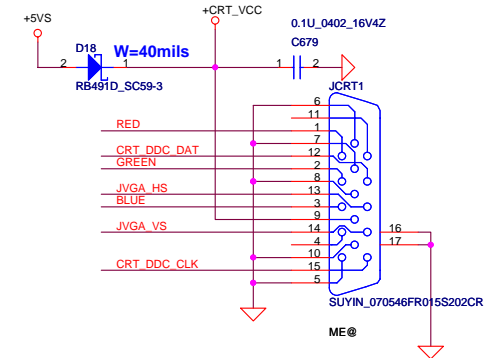 +CRT_VCC
+5VS
0.1U_0402_16V4Z
D18
W=40mils
C679
2
1
1
2
RB491D_SC59-3
JCRT1
6
11
RED
1
7
CRT_DDC_DAT
12
GREEN
2
8
JVGA_HS
13
BLUE
3
9
JVGA_VS
14
16
4
17
10
CRT_DDC_CLK
15
5
SUYIN_070546FR015S202CR
ME@